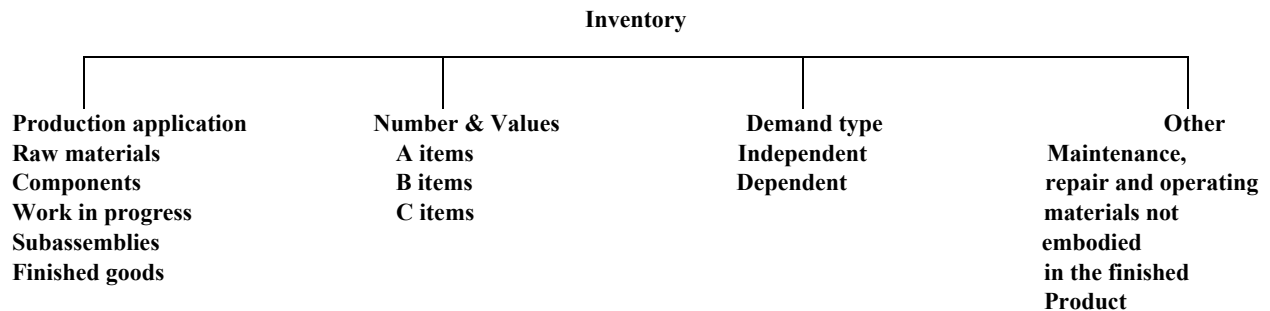 Inventory
Production application
Raw materials
Components
Work in progress
Subassemblies
Finished goods
Number & Values
A items
B items
C items
Demand type
Independent
Dependent
Other
Maintenance,
repair and operating
materials not
embodied
in the finished
Product